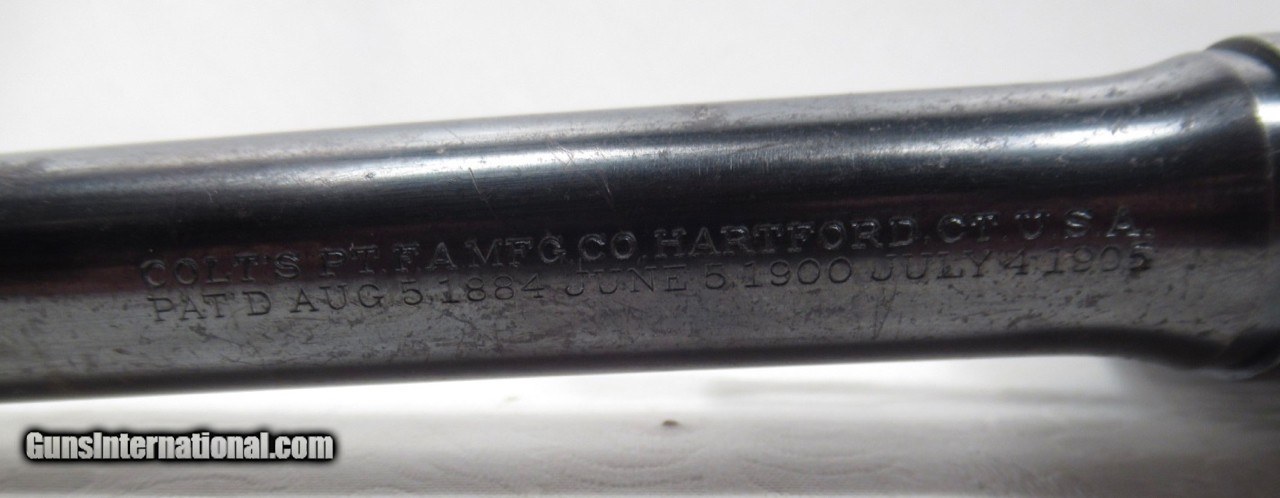 COLT'S PT. F.A.MFG.CO. HARTFORD.CT.U.S.A.
PAT'D AUG 5.1884 JUNE 5.1900 JULY 4.1905
GunsInternational.com